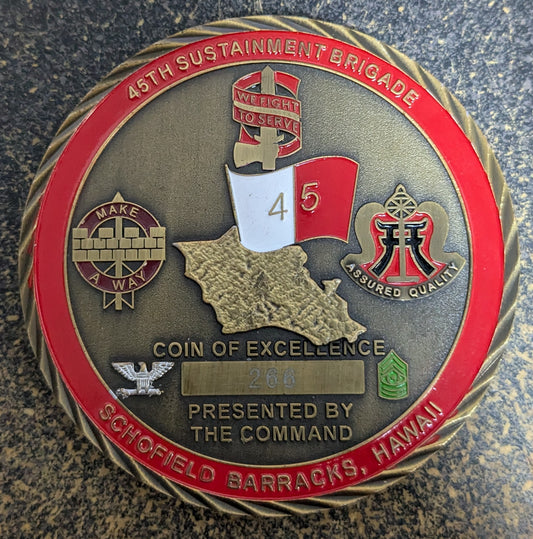 45TH SUSTAINMENT BRIGADE
WE FIGHT
TO SERVE
45
MAKE
A WAY
ASSURED QUALITY
COIN OF EXCELLENCE
PRESENTED BY
THE COMMAND
SCHOFIELD BARRACKS, HAWAII